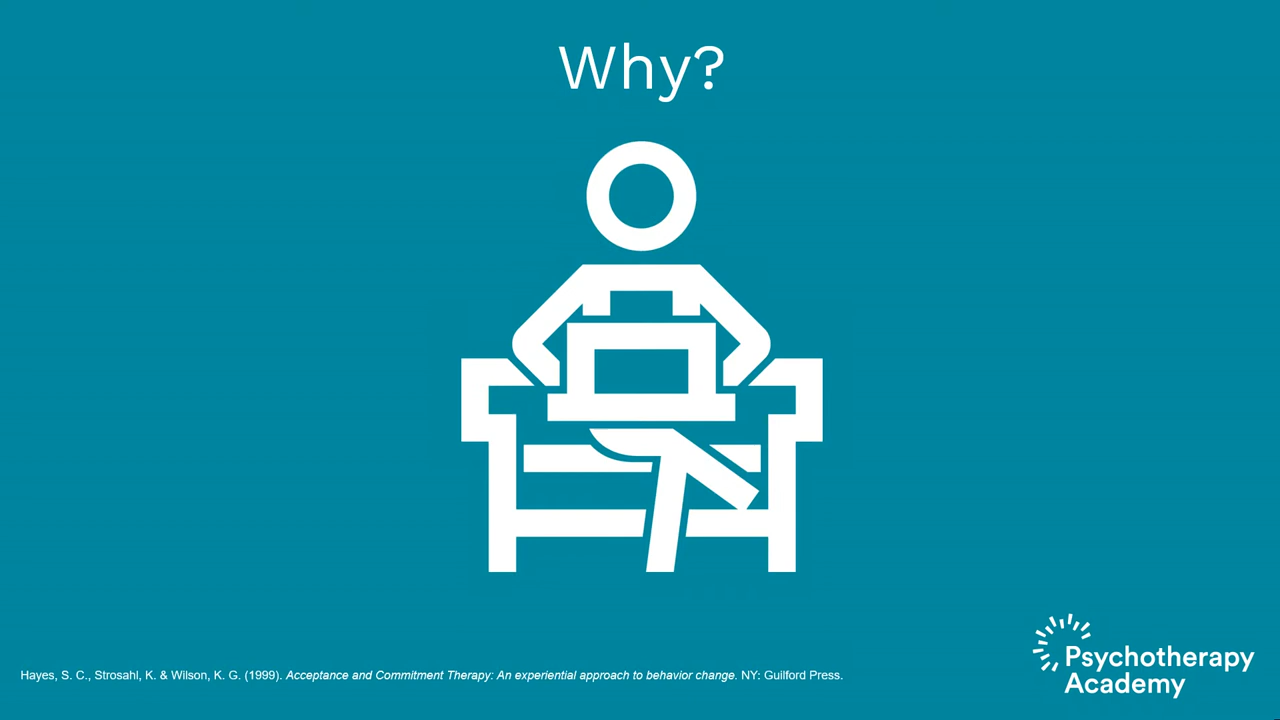 Why?
Hayes, S. C., Strosahl, K. & Wilson, K. G. (1999). Acceptance and Commitment Therapy: An experiential approach to behavior change. NY: Guilford Press.
Psychotherapy
Academy